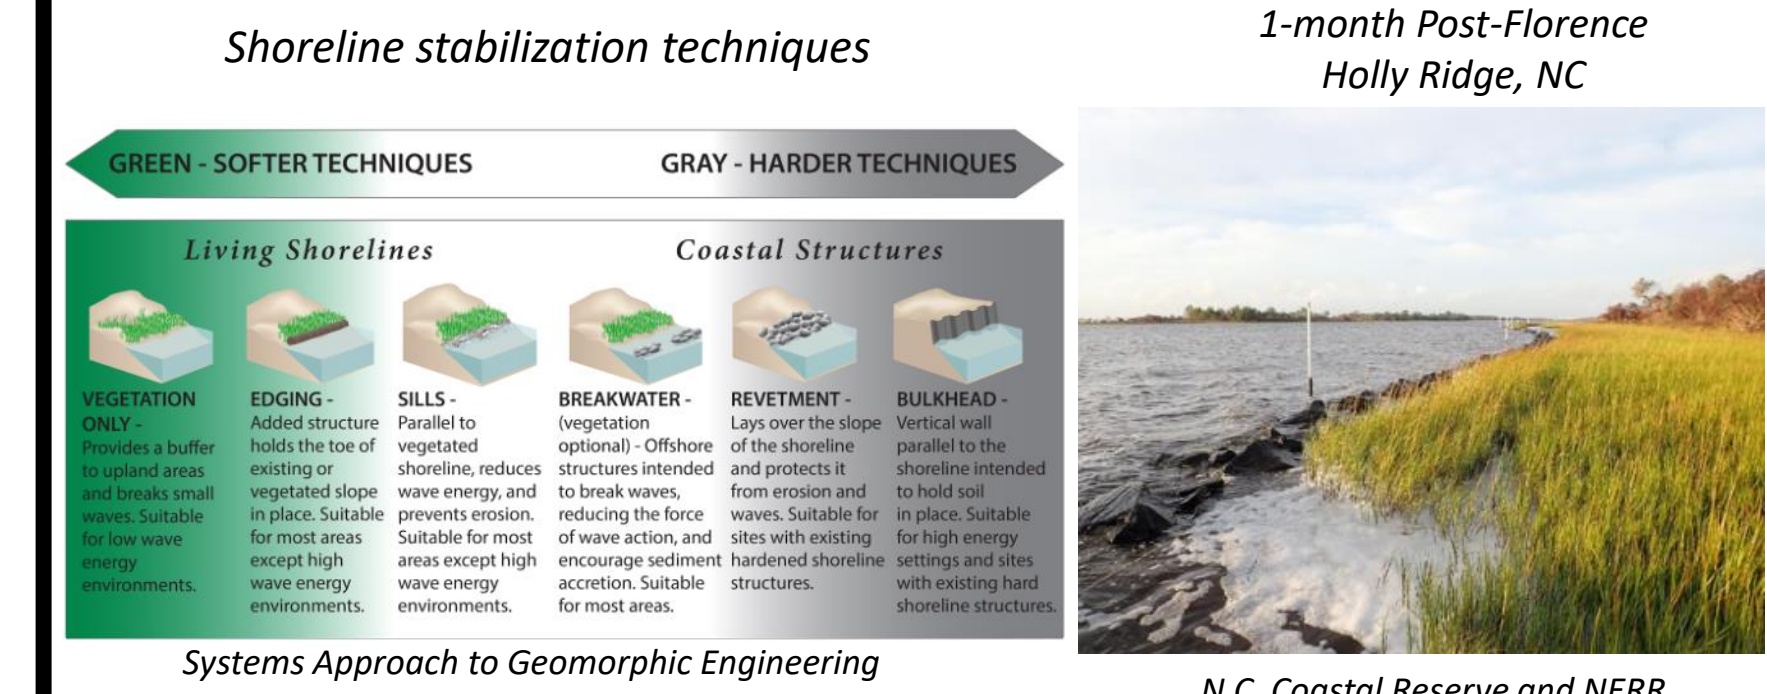 Shoreline stabilization techniques
GREEN - SOFTER TECHNIQUES
GRAY - HARDER TECHNIQUES
Living Shorelines
Coastal Structures
VEGETATION
ONLY -
Provides a buffer
to upland areas
and breaks small
waves. Suitable
for low wave
energy
environments.
EDGING -
Added structure
holds the toe of
existing or
vegetated slope
in place. Suitable
for most areas
except high
wave energy
environments.
SILLS -
Parallel to
vegetated
shoreline, reduces
wave energy, and
prevents erosion.
Suitable for most
areas except high
wave energy
environments.
BREAKWATER -
(vegetation
optional) - Offshore
structures intended
to break waves,
reducing the force
of wave action, and
encourage sediment
accretion. Suitable
for most areas.
REVETMENT -
Lays over the slope
of the shoreline
and protects it
from erosion and
waves. Suitable for
sites with existing
hardened shoreline
structures.
BULKHEAD -
Vertical wall
parallel to the
shoreline intended
to hold soil
in place. Suitable
for high energy
settings and sites
with existing hard
shoreline structures.
Systems Approach to Geomorphic Engineering
1-month Post-Florence
Holly Ridge, NC
N.C. Coastal Reserve and NERR